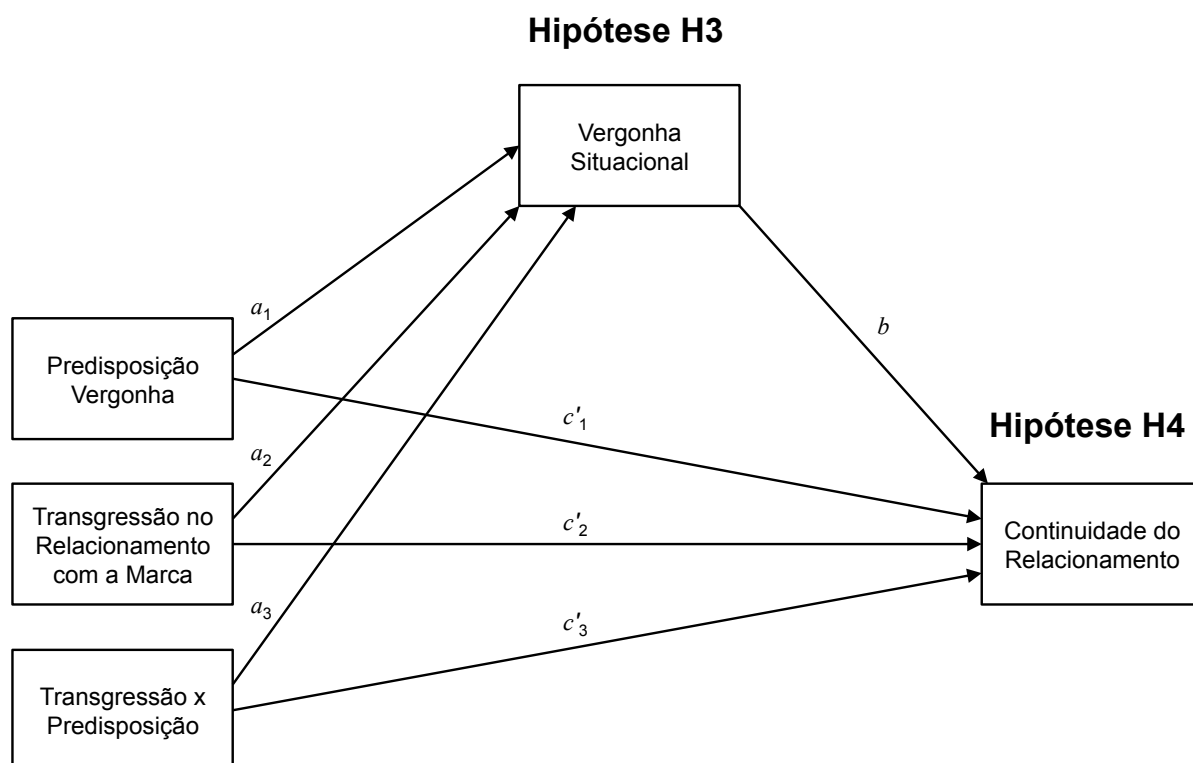 Hipótese H3
Vergonha
Situacional
a1
Predisposição
Vergonha
b
c'1
Hipótese H4
a2
Transgressão no
Relacionamento
com a Marca
c'2
Continuidade do
Relacionamento
a3
c'3
Transgressão x
Predisposição